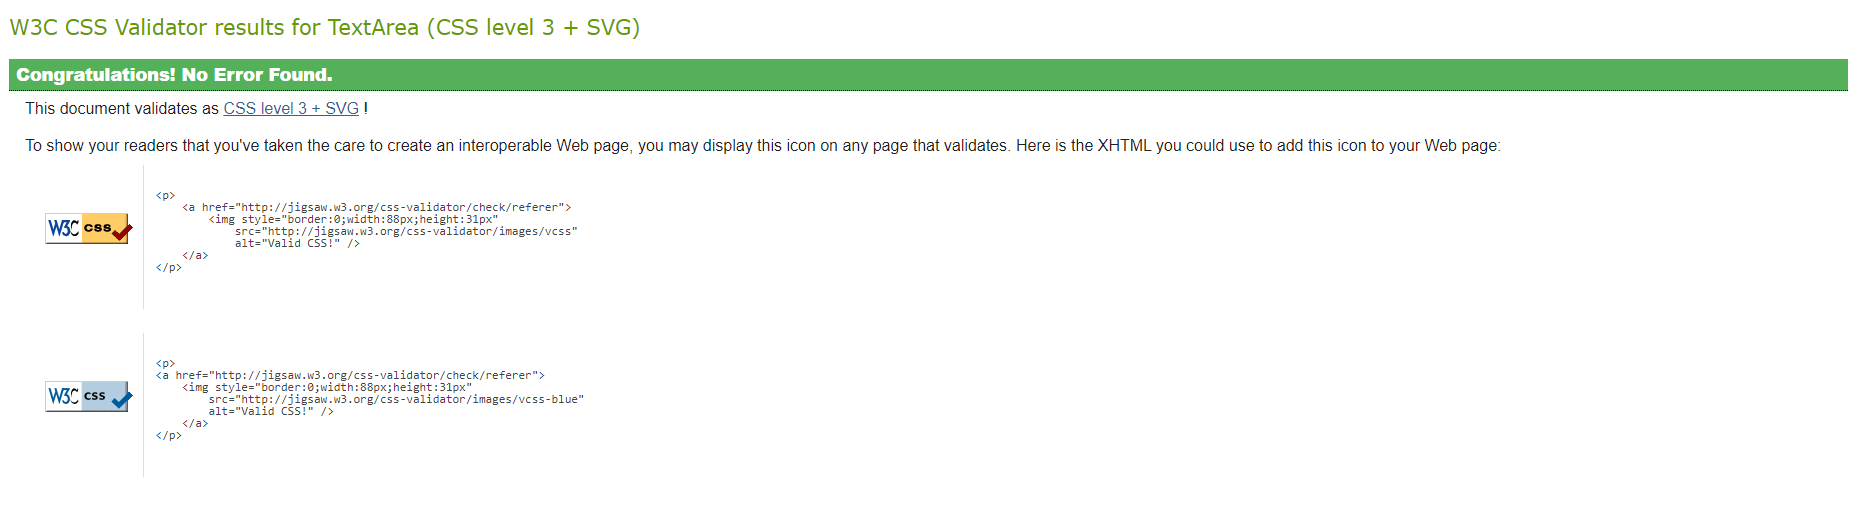 W3C CSS Validator results for TextArea (CSS level 3 + SVG)
Congratulations! No Error Found.
This document validates as CSS level 3 + SVG !
To show your readers that you've taken the care to create an interoperable Web page, you may display this icon on any page that validates. Here is the XHTML you could use to add this icon to your Web page:
W3C css
<p>
    <a href="http://jigsaw.w3.org/css-validator/check/referer">
        <img style="border:0;width:88px;height:31px"
            src="http://jigsaw.w3.org/css-validator/images/vcss"
            alt="Valid CSS!" />
    </a>
</p>
W3C css
<p>
<a href="http://jigsaw.w3.org/css-validator/check/referer">
    <img style="border:0;width:88px;height:31px"
        src="http://jigsaw.w3.org/css-validator/images/vcss-blue"
        alt="Valid CSS!" />
    </a>
</p>